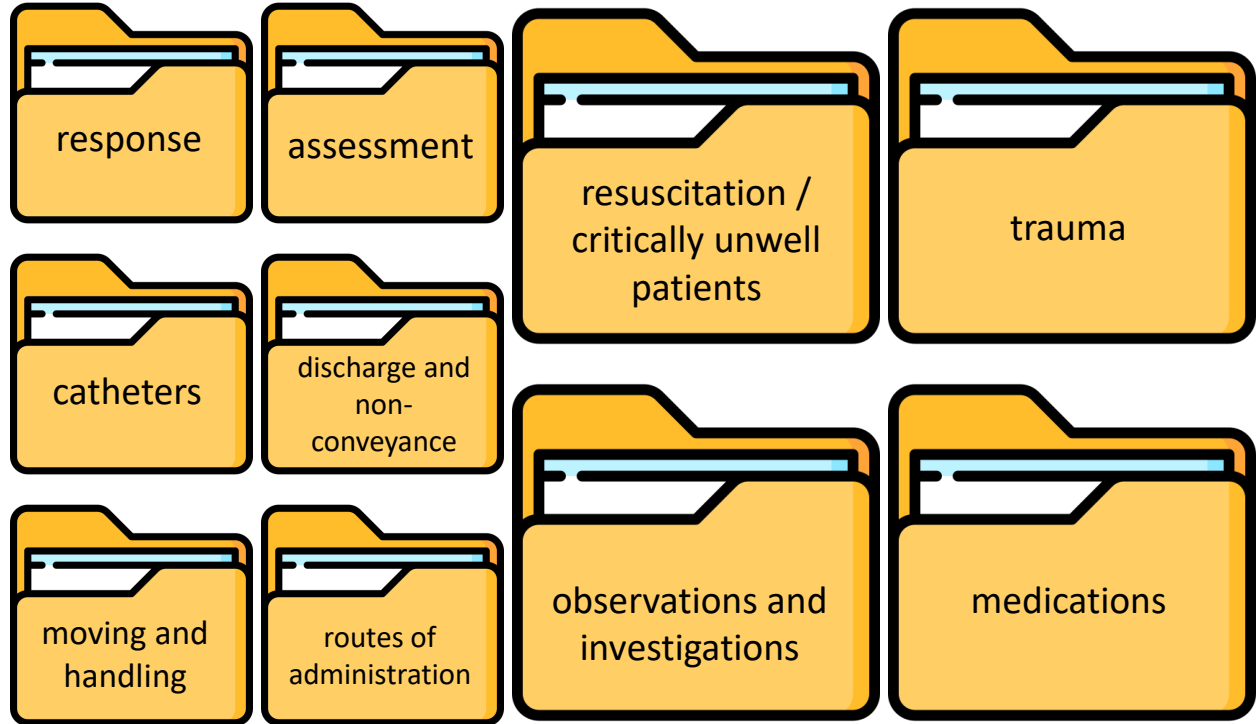 response
assessment
resuscitation /
critically unwell
patients
trauma
catheters
discharge and
non-
conveyance
moving and
handling
routes of
administration
observations and
investigations
medications